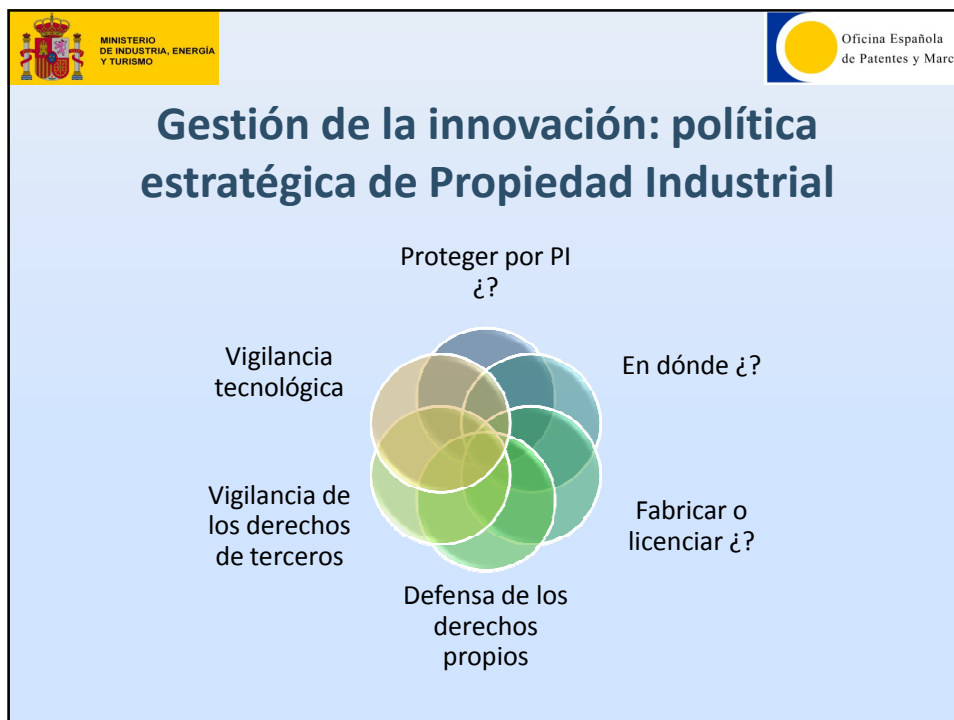 MINISTERIO
DE INDUSTRIA, ENERGÍA
Y TURISMO
Oficina Española
de Patentes y Marc
Gestión de la innovación: política
estratégica de Propiedad Industrial
Proteger por PI
¿?
En dónde ¿?
Fabricar o
licenciar ¿?
Defensa de los
derechos
propios
Vigilancia de
los derechos
de terceros
Vigilancia
tecnológica